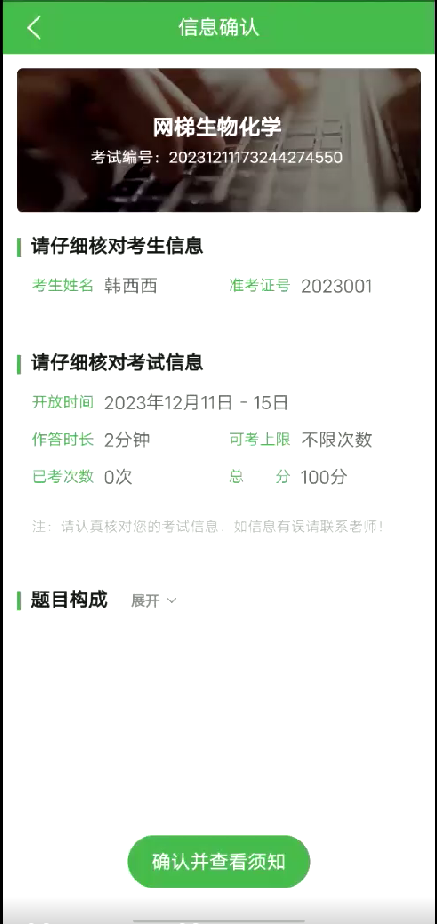 信息确认
网梯生物化学
考试编号：20231211173244274550
请仔细核对考生信息
考生姓名 韩西西 准考证号 2023001
请仔细核对考试信息
开放时间 2023年12月11日 - 15日
作答时长 2分钟 可考上限 不限次数
已考次数 0次 总 分 100分
注：请认真核对您的考试信息，如信息有误请联系老师！
题目构成 展开
确认并查看须知